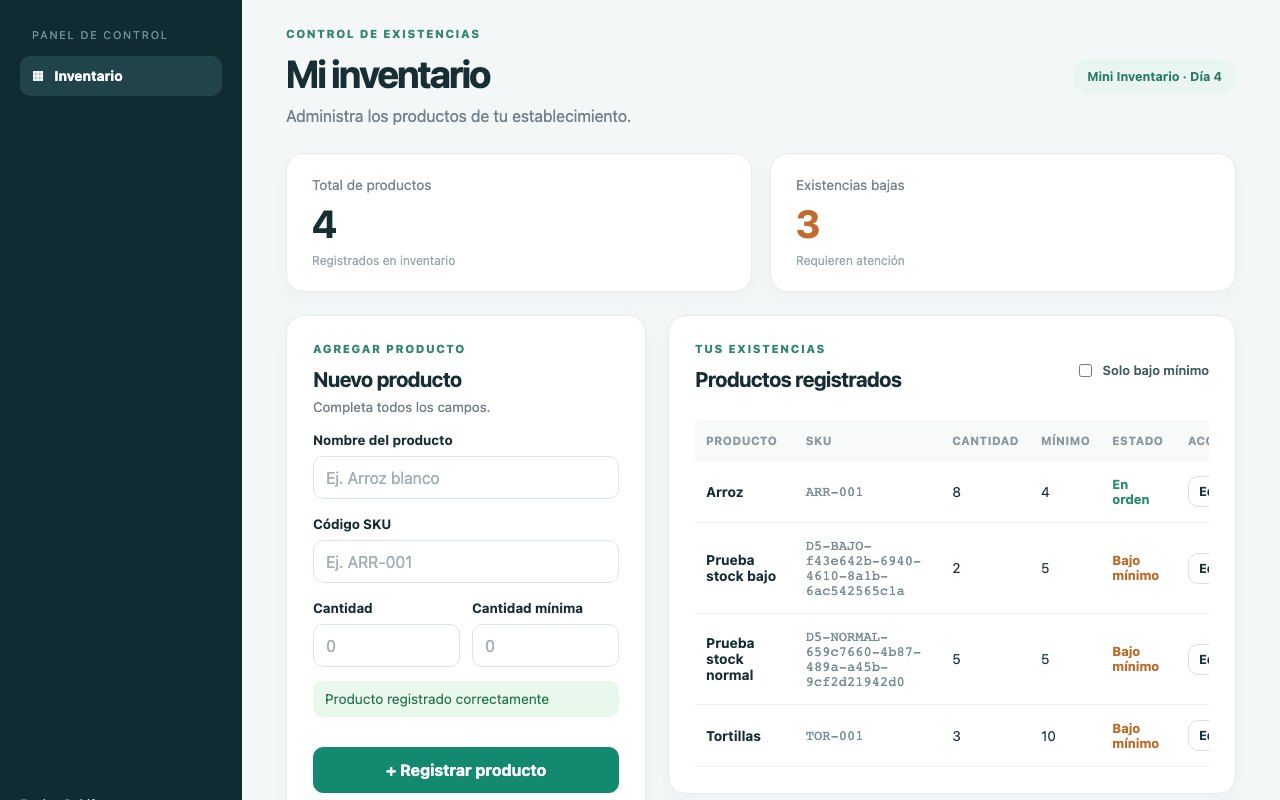 PANEL DE CONTROL
Inventario
CONTROL DE EXISTENCIAS
Mi inventario
Administra los productos de tu establecimiento.
Mini Inventario · Día 4
Total de productos
4
Registrados en inventario
Existencias bajas
3
Requieren atención
AGREGAR PRODUCTO
Nuevo producto
Completa todos los campos.
Nombre del producto
Ej. Arroz blanco
Código SKU
Ej. ARR-001
Cantidad
Cantidad mínima
0
0
Producto registrado correctamente
+ Registrar producto
TUS EXISTENCIAS
Productos registrados
Solo bajo mínimo
PRODUCTO SKU CANTIDAD MÍNIMO ESTADO
Arroz ARR-001 8 4 En
orden
Prueba
stock bajo
D5-BAJO-
f43e642b-6940-
4610-8a1b-
6ac542565c1a
2 5 Bajo
mínimo
Prueba
stock
normal
D5-NORMAL-
659c7660-4b87-
489a-a45b-
9cf2d21942d0
5 5 Bajo
mínimo
Tortillas TOR-001 3 10 Bajo
mínimo